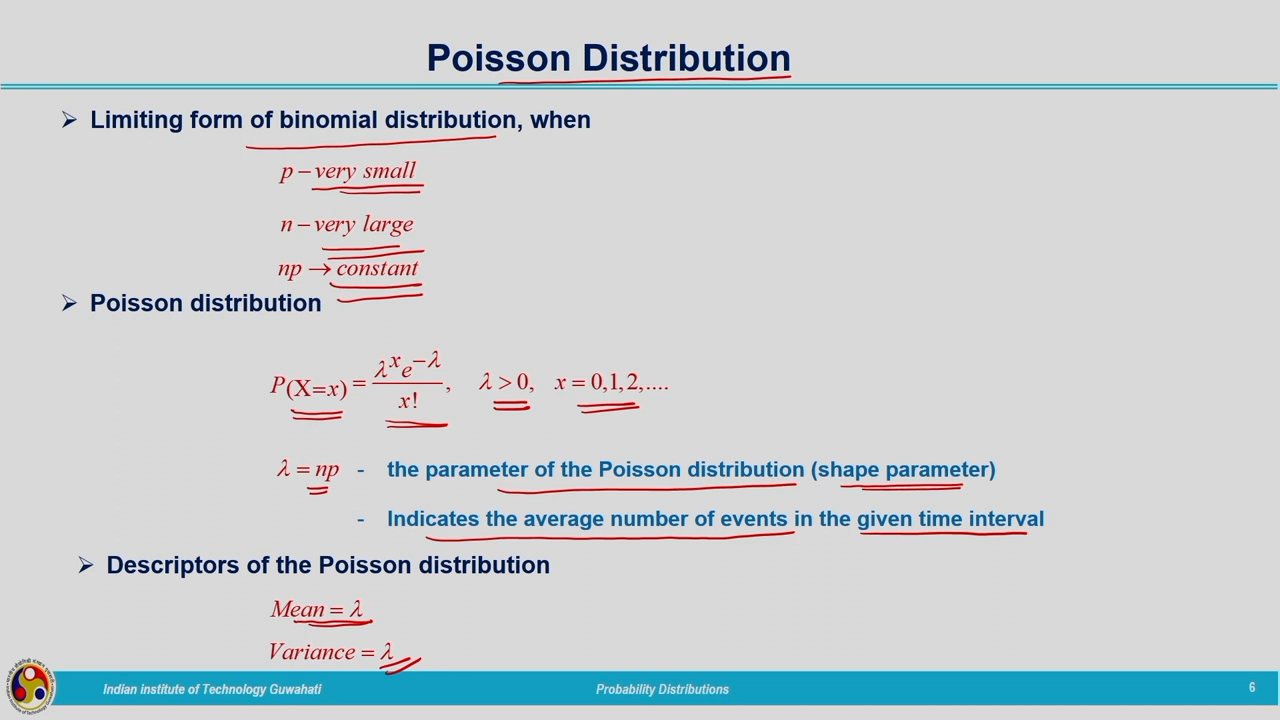 Poisson Distribution
➢ Limiting form of binomial distribution, when
p – very small
n – very large
np → constant
➢ Poisson distribution
P(X=x) = λ^x e^−λ / x! , λ > 0, x = 0,1,2,....
λ = np - the parameter of the Poisson distribution (shape parameter)
- Indicates the average number of events in the given time interval
➢ Descriptors of the Poisson distribution
Mean = λ
Variance = λ
Indian institute of Technology Guwahati Probability Distributions 6